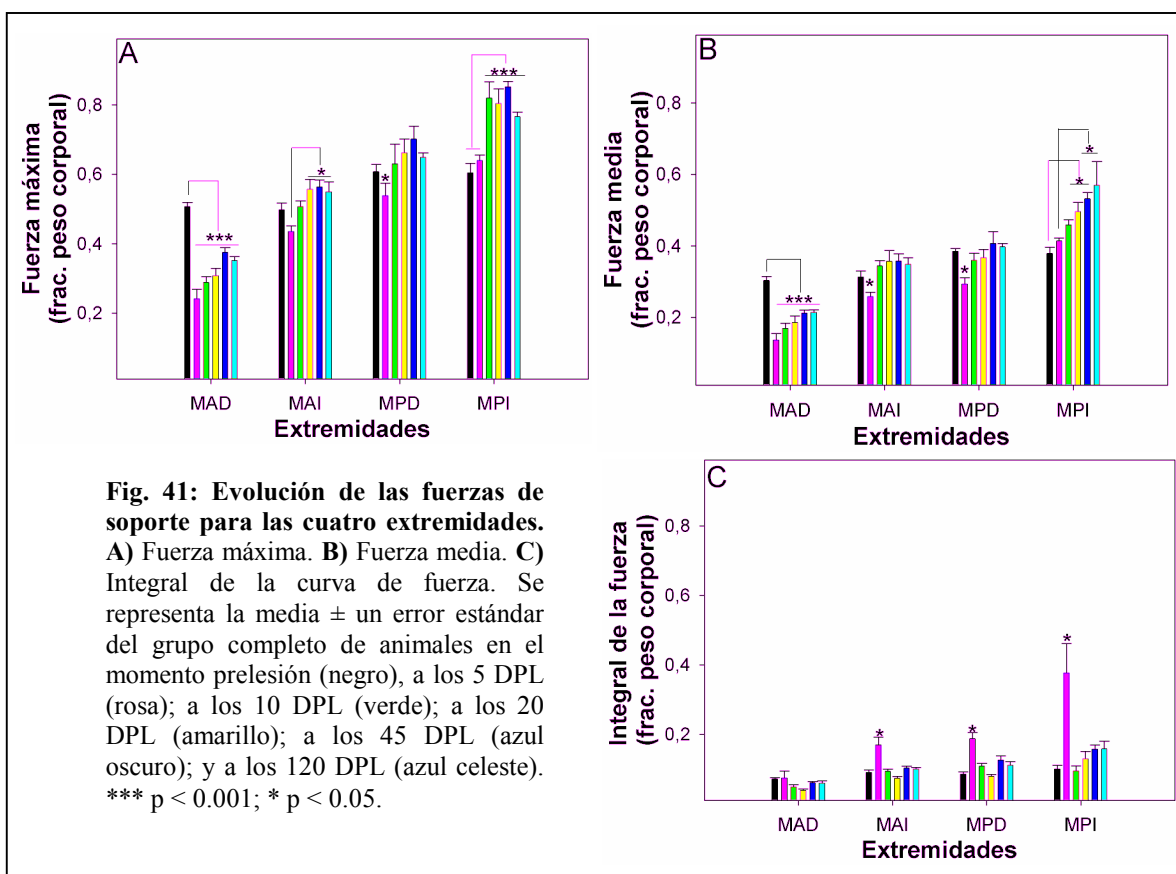 A
Fuerza máxima
(frac. peso corporal)
0,8
0,6
0,4
0,2
***
*
*
***
MAD MAI MPD MPI
Extremidades
B
Fuerza media
(frac. peso corporal)
0,8
0,6
0,4
0,2
***
*
*
*
*
MAD MAI MPD MPI
Extremidades
Fig. 41: Evolución de las fuerzas de
soporte para las cuatro extremidades.
A) Fuerza máxima. B) Fuerza media. C)
Integral de la curva de fuerza. Se
representa la media ± un error estándar
del grupo completo de animales en el
momento prelesión (negro), a los 5 DPL
(rosa); a los 10 DPL (verde); a los 20
DPL (amarillo); a los 45 DPL (azul
oscuro); y a los 120 DPL (azul celeste).
*** p < 0.001; * p < 0.05.
C
Integral de la fuerza
(frac. peso corporal)
0,8
0,6
0,4
0,2
*
*
*
MAD MAI MPD MPI
Extremidades